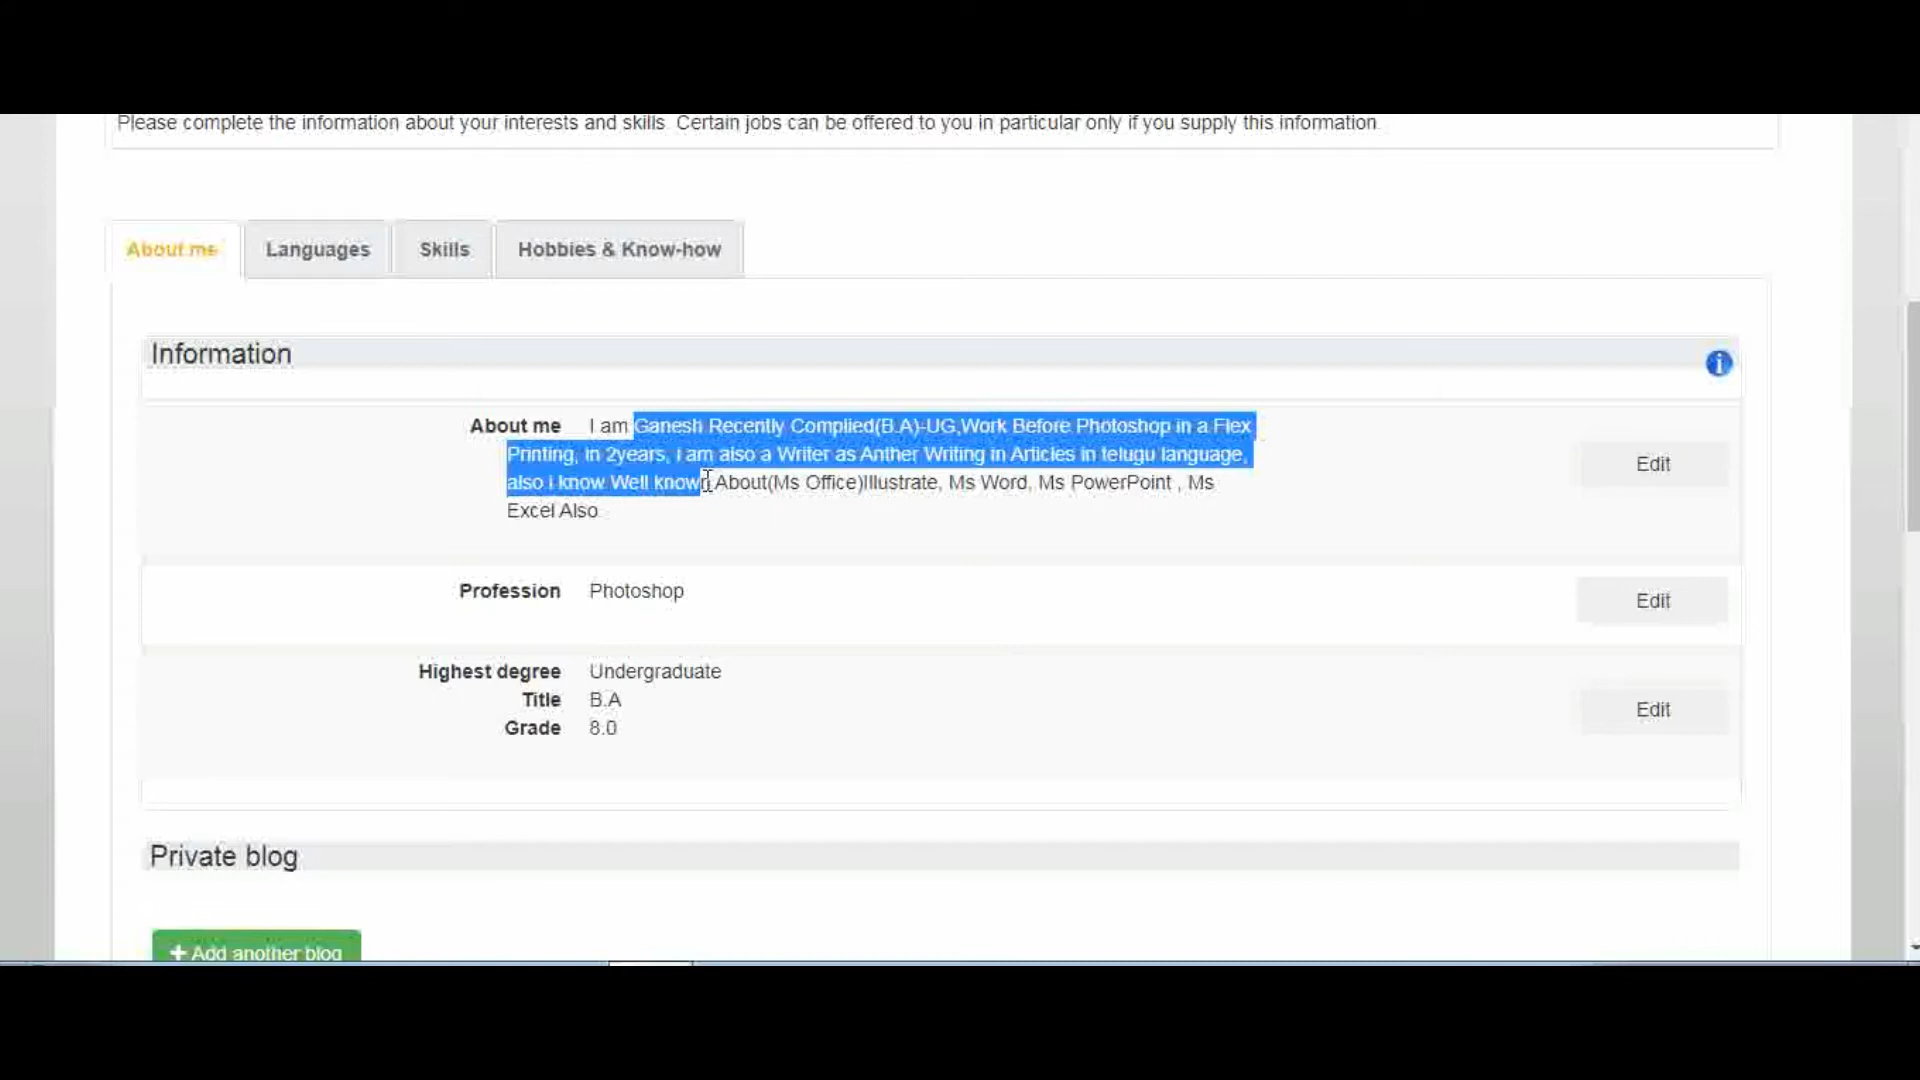 Please complete the information about your interests and skills. Certain jobs can be offered to you in particular only if you supply this information.
About me
Languages
Skills
Hobbies & Know-how
Information
About me I am Ganesh Recently Complied(B.A)-UG,Work Before Photoshop in a Flex
Printing, in 2years, i am also a Writer as Anther Writing in Articles in telugu language,
also i know Well known About(Ms Office)Illustrate, Ms Word, Ms PowerPoint , Ms
Excel Also
Edit
Profession Photoshop
Edit
Highest degree Undergraduate
Title B.A
Grade 8.0
Edit
Private blog
+ Add another blog